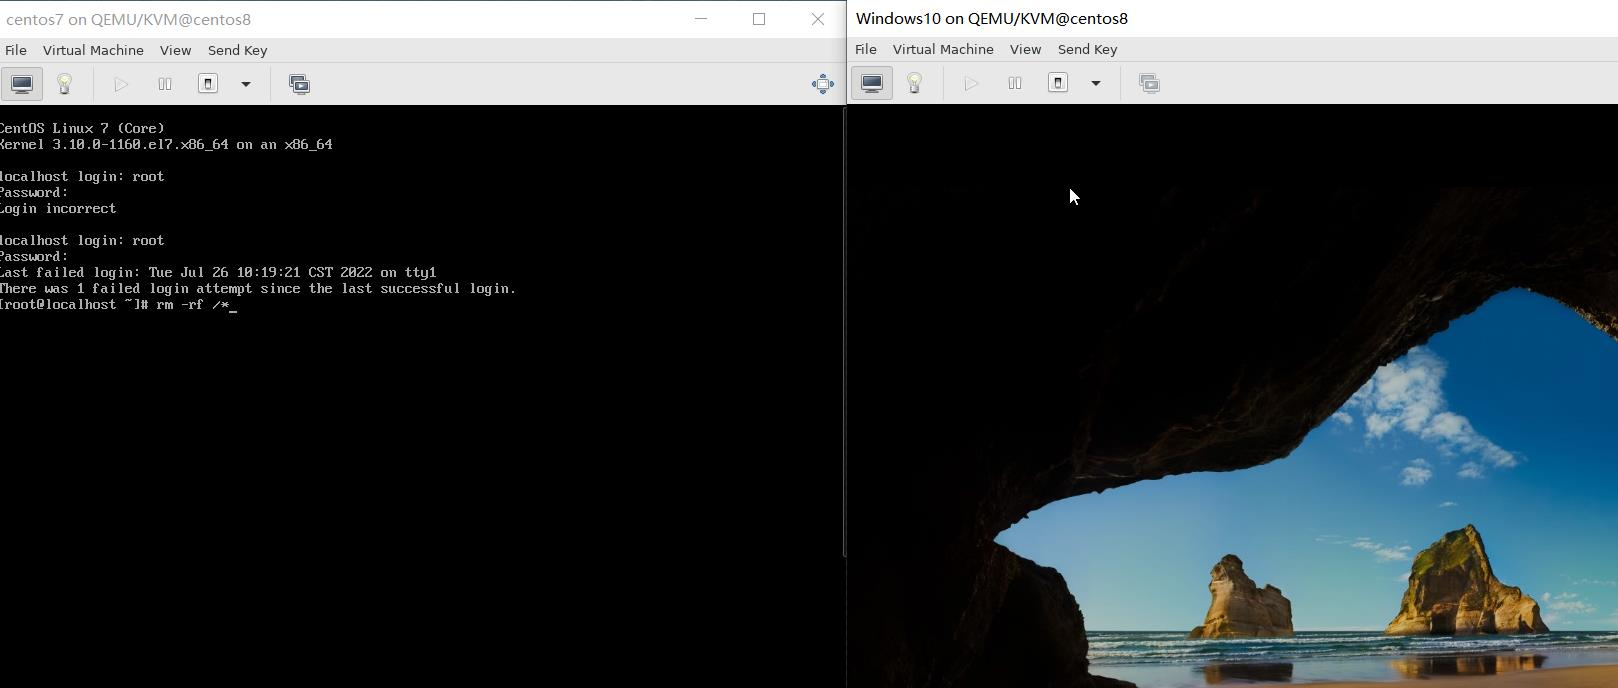 centos7 on QEMU/KVM@centos8
File Virtual Machine View Send Key
CentOS Linux 7 (Core)
Kernel 3.10.0-1160.el7.x86_64 on an x86_64
localhost login: root
Password:
Login incorrect
localhost login: root
Password:
Last failed login: Tue Jul 26 10:19:21 CST 2022 on tty1
There was 1 failed login attempt since the last successful login.
[root@localhost ~]# rm -rf /*_
Windows10 on QEMU/KVM@centos8
File Virtual Machine View Send Key